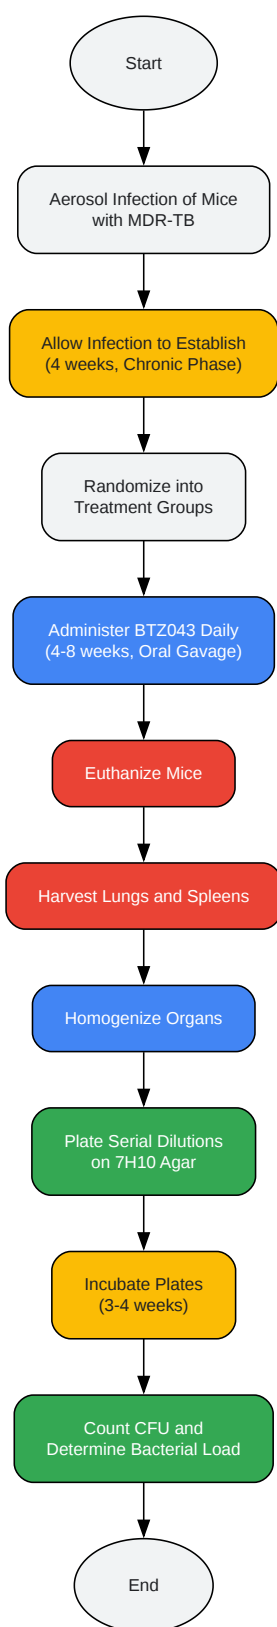 Start
Aerosol Infection of Mice
with MDR-TB
Allow Infection to Establish
(4 weeks, Chronic Phase)
Randomize into
Treatment Groups
Administer BTZ043 Daily
(4-8 weeks, Oral Gavage)
Euthanize Mice
Harvest Lungs and Spleens
Homogenize Organs
Plate Serial Dilutions
on 7H10 Agar
Incubate Plates
(3-4 weeks)
Count CFU and
Determine Bacterial Load
End